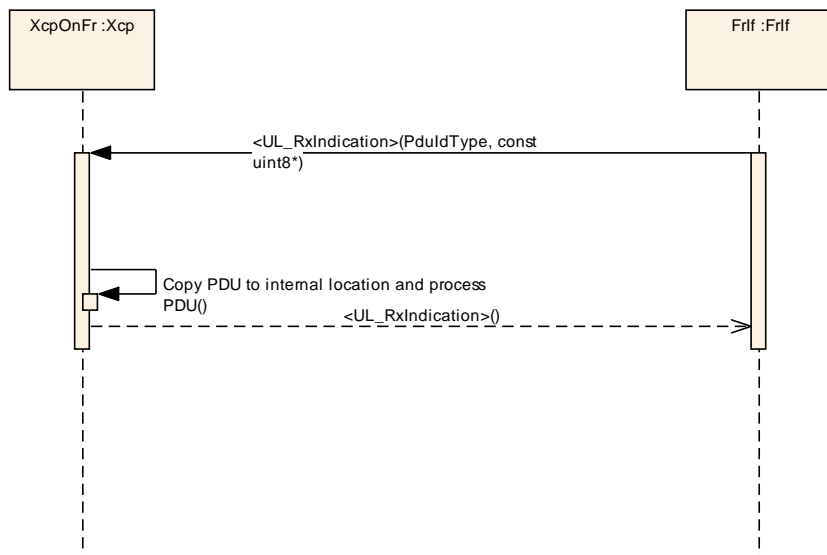 XcpOnFr :Xcp
FrIf :FrIf
<UL_RxIndication>(PduIdType, const
uint8*)
Copy PDU to internal location and process
PDU()
<UL_RxIndication>()